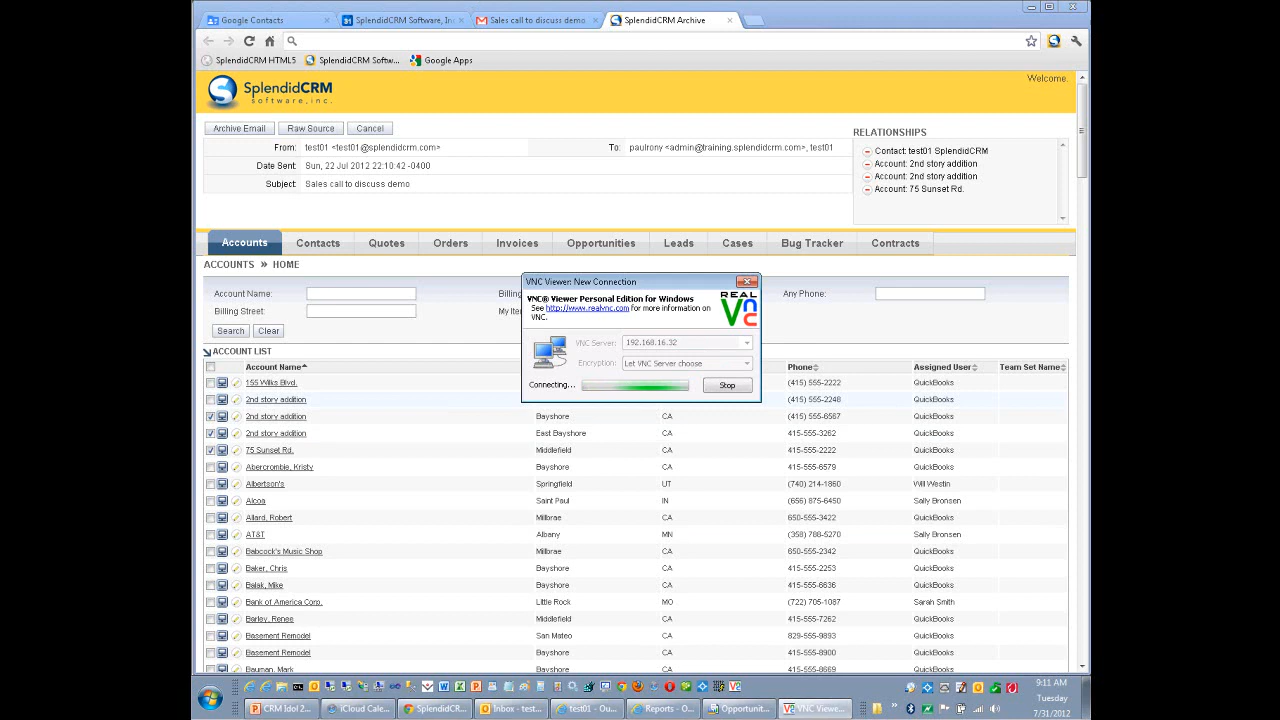 Google Contacts
SplendidCRM Software, Inc
Sales call to discuss demo
SplendidCRM Archive
SplendidCRM HTML5
SplendidCRM Softw...
Google Apps
SplendidCRM
software, inc.
Welcome.
Archive Email
Raw Source
Cancel
RELATIONSHIPS
From: test01 <test01@splendidcrm.com>
To: paulrony <admin@training.splendidcrm.com>, test01
Date Sent: Sun, 22 Jul 2012 22:10:42 -0400
Subject: Sales call to discuss demo
Contact: test01 SplendidCRM
Account: 2nd story addition
Account: 2nd story addition
Account: 75 Sunset Rd.
Accounts Contacts Quotes Orders Invoices Opportunities Leads Cases Bug Tracker Contracts
ACCOUNTS » HOME
Account Name: Billing Any Phone:
Billing Street: My Ite
Search Clear
VNC Viewer: New Connection
VNC® Viewer Personal Edition for Windows
See http://www.realvnc.com for more information on
VNC.
REAL
VNC
VNC Server: 192.168.16.32
Encryption: Let VNC Server choose
Connecting... Stop
ACCOUNT LIST
Account Name Phone Assigned User Team Set Name
155 Wilks Blvd. (415) 555-2222 QuickBooks
2nd story addition (415) 555-2248 QuickBooks
2nd story addition Bayshore CA (415) 555-6567 QuickBooks
2nd story addition East Bayshore CA 415-555-3262 QuickBooks
75 Sunset Rd. Middlefield CA 415-555-2222 QuickBooks
Abercrombie, Kristy Bayshore CA 415-555-6579 QuickBooks
Albertson's Springfield UT (740) 214-1860 Will Westin
Alcoa Saint Paul IN (656) 875-6450 Sally Bronsen
Allard, Robert Millbrae CA 650-555-3422 QuickBooks
AT&T Albany MN (358) 788-5270 Sally Bronsen
Babcock's Music Shop Millbrae CA 650-555-2342 QuickBooks
Baker, Chris Bayshore CA 415-555-2253 QuickBooks
Balak, Mike Bayshore CA 415-555-6636 QuickBooks
Bank of America Corp. Little Rock MO (722) 705-1087 Sarah Smith
Barley, Renee Middlefield CA 415-555-7262 QuickBooks
Basement Remodel San Mateo CA 829-555-9893 QuickBooks
Basement Remodel Bayshore CA 415-555-8900 QuickBooks
Bauman, Mark Bayshore CA 415-555-8669 QuickBooks
9:11 AM
Tuesday
7/31/2012
CRM Idol 2...
iCloud Cale...
SplendidCR...
Inbox - test...
test01 - Ou...
Reports - O...
Opportunit...
VNC Viewe...